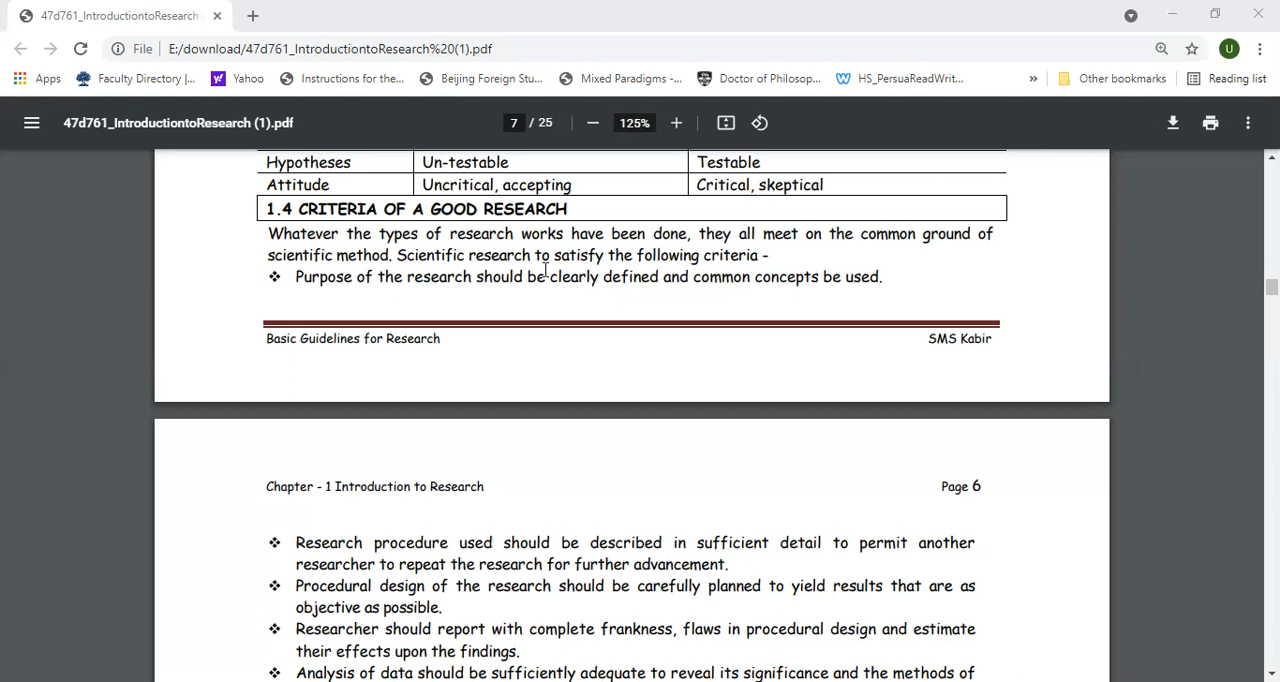 47d761_IntroductiontoResearch
File E:/download/47d761_IntroductiontoResearch%20(1).pdf U
Apps Faculty Directory |... Yahoo Instructions for the... Beijing Foreign Stu... Mixed Paradigms -... Doctor of Philosop... HS_PersuaReadWrit... » Other bookmarks Reading list
47d761_IntroductiontoResearch (1).pdf 7 / 25 — 125% +
Hypotheses Un-testable Testable
Attitude Uncritical, accepting Critical, skeptical
1.4 CRITERIA OF A GOOD RESEARCH
Whatever the types of research works have been done, they all meet on the common ground of
scientific method. Scientific research to satisfy the following criteria -
❖ Purpose of the research should be clearly defined and common concepts be used.
Basic Guidelines for Research SMS Kabir
Chapter - 1 Introduction to Research Page 6
❖ Research procedure used should be described in sufficient detail to permit another
researcher to repeat the research for further advancement.
❖ Procedural design of the research should be carefully planned to yield results that are as
objective as possible.
❖ Researcher should report with complete frankness, flaws in procedural design and estimate
their effects upon the findings.
❖ Analysis of data should be sufficiently adequate to reveal its significance and the methods of